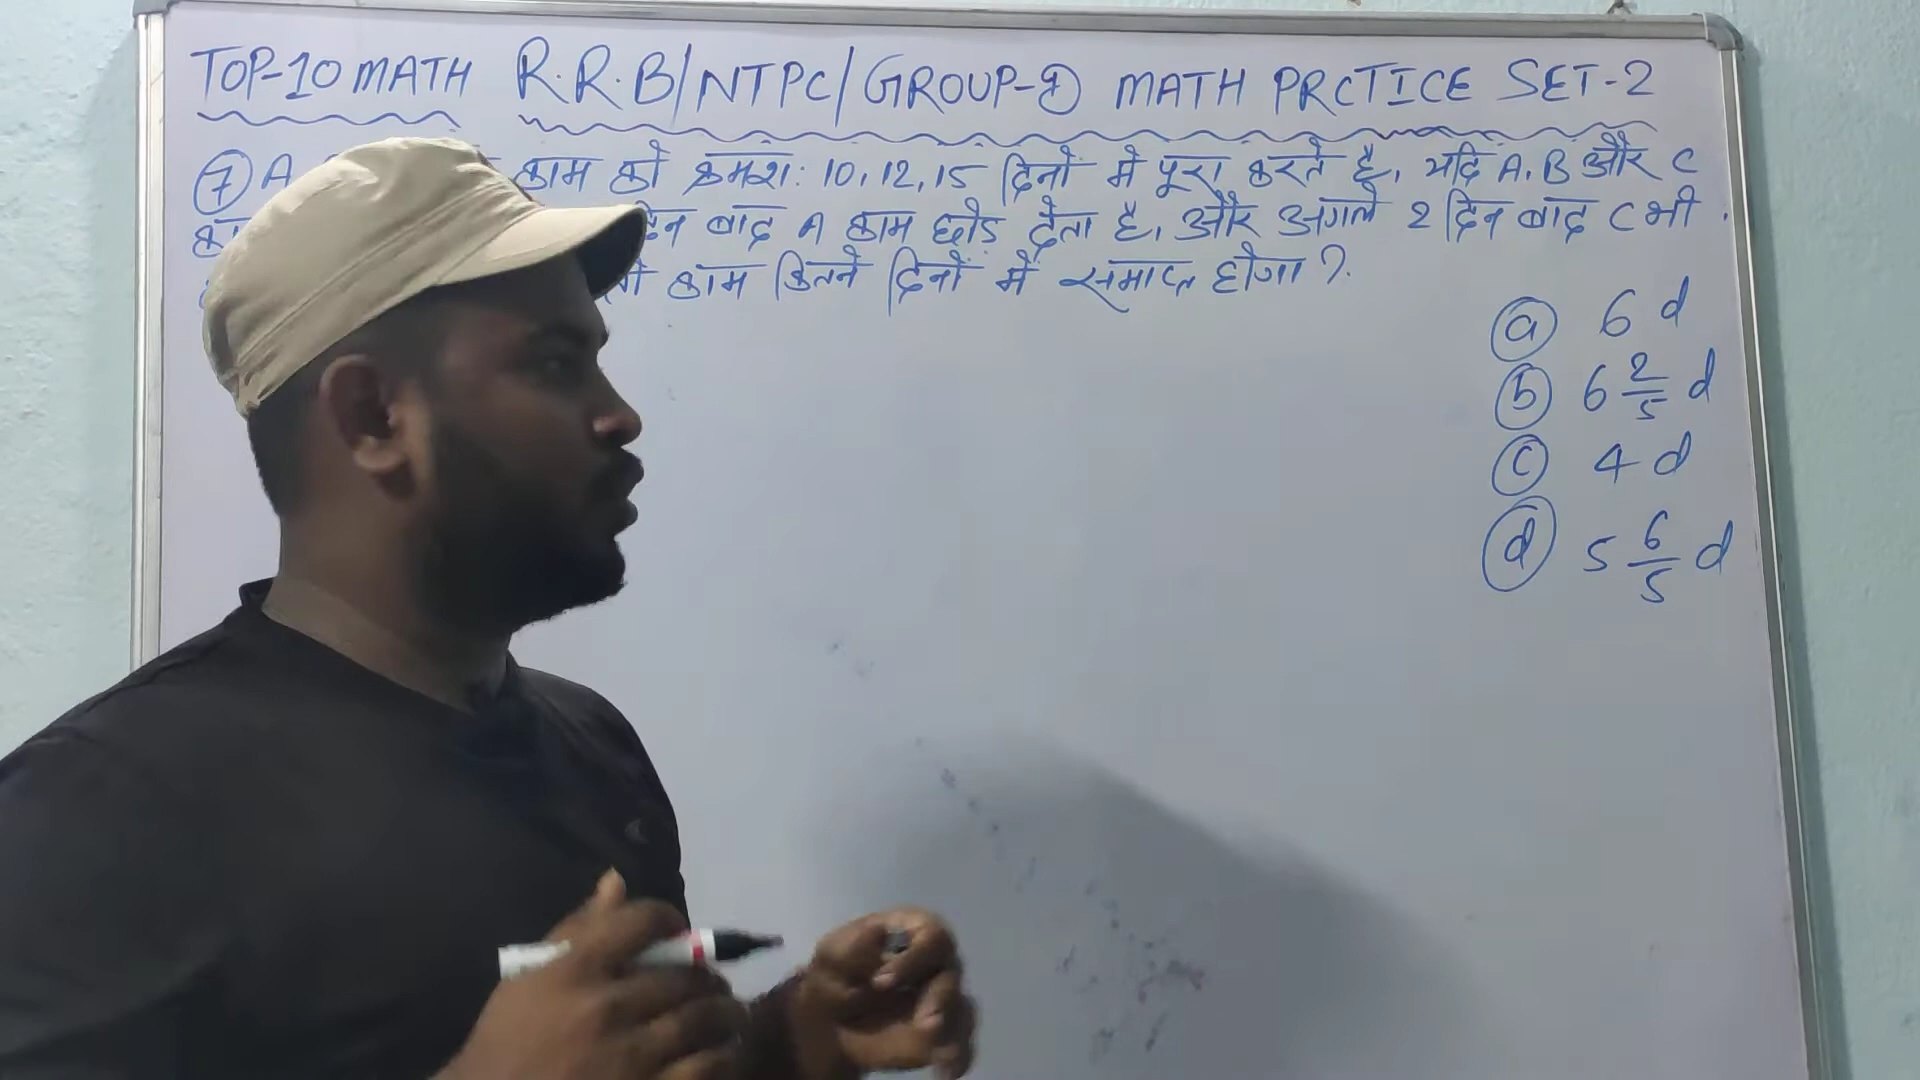 TOP-10 MATH R.R.B/NTPC/GROUP-D MATH PRCTICE SET-2
7 A काम को क्रमश: 10, 12, 15 दिनों मे पूरा करते है, यदि A, B और C
दिन बाद A काम छोड़ देता है, और अगले 2 दिन बाद C भी
तो काम कितने दिनों में समाप्त होगा ?
a 6 d
b 6 2/5 d
c 4 d
d 5 6/5 d